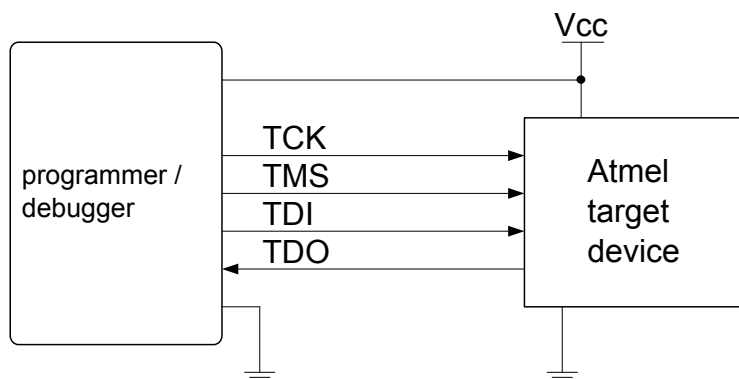 Vcc
programmer /
debugger
TCK
TMS
TDI
TDO
Atmel
target
device